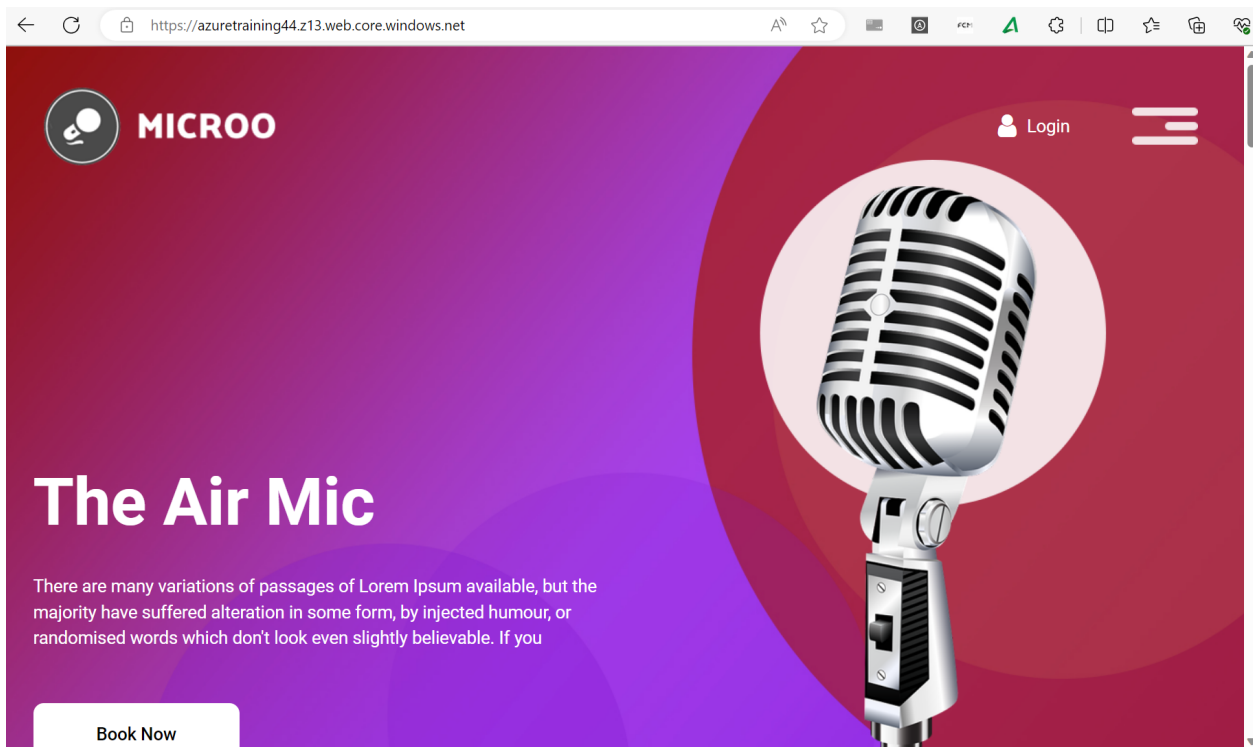 https://azuretraining44.z13.web.core.windows.net
A
FCM
MICROO
Login
The Air Mic
There are many variations of passages of Lorem Ipsum available, but the
majority have suffered alteration in some form, by injected humour, or
randomised words which don't look even slightly believable. If you
Book Now